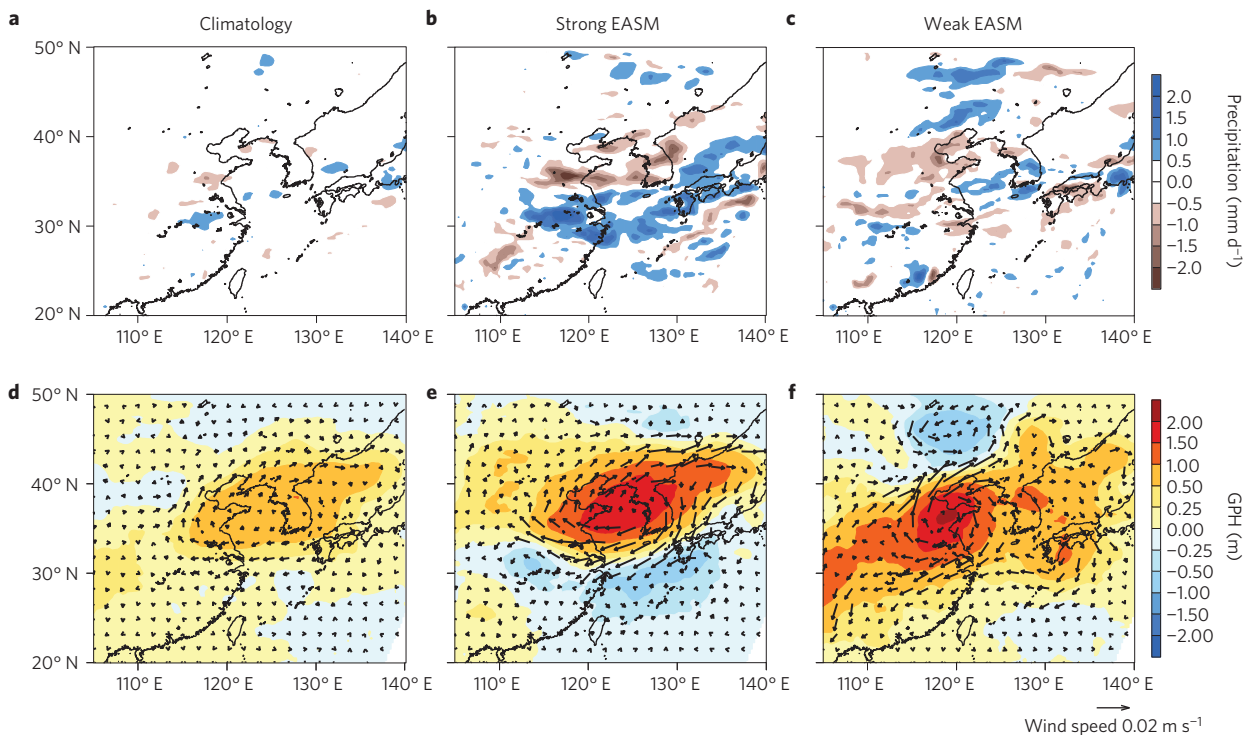 a Climatology b Strong EASM c Weak EASM
50° N
40° N
30° N
20° N
110° E 120° E 130° E 140° E 110° E 120° E 130° E 140° E 110° E 120° E 130° E 140° E
2.0
1.5
1.0
0.5
0.0
−0.5
−1.0
−1.5
−2.0
Precipitation (mm d⁻¹)
d e f
50° N
40° N
30° N
20° N
110° E 120° E 130° E 140° E 110° E 120° E 130° E 140° E 110° E 120° E 130° E 140° E
2.00
1.50
1.00
0.50
0.25
0.00
−0.25
−0.50
−1.00
−1.50
−2.00
GPH (m)
Wind speed 0.02 m s⁻¹